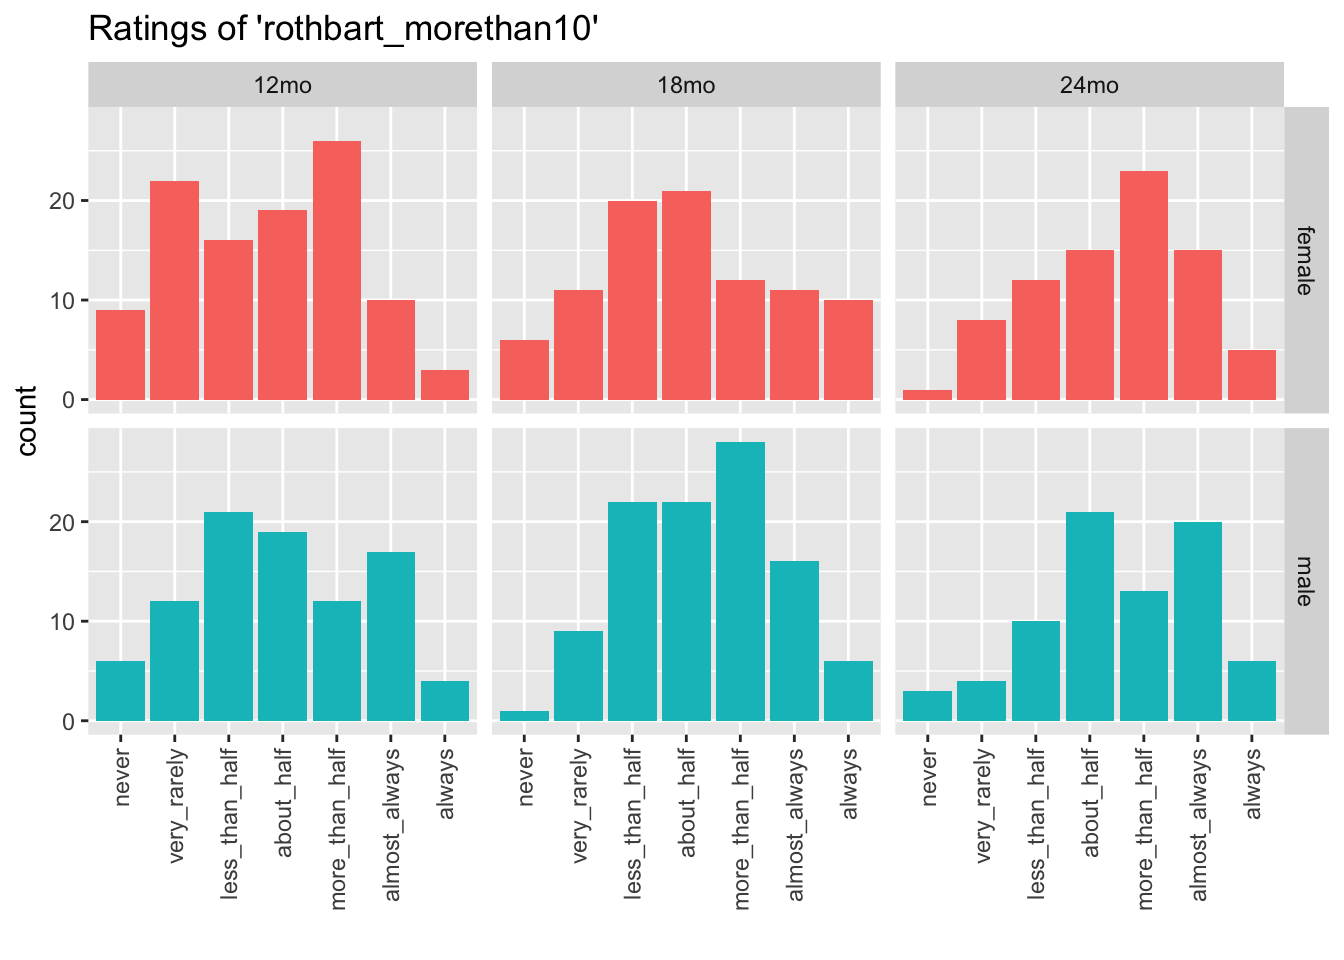 Ratings of 'rothbart_morethan10'
12mo 18mo 24mo
20
10
0
female
count
20
10
0
male
never very_rarely less_than_half about_half more_than_half almost_always always
never very_rarely less_than_half about_half more_than_half almost_always always
never very_rarely less_than_half about_half more_than_half almost_always always